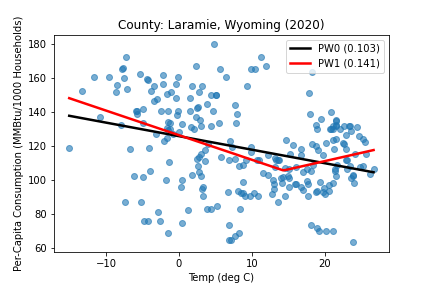 County: Laramie, Wyoming (2020)
Per-Capita Consumption (MMBtu/1000 Households)
180
160
140
120
100
80
60
−10
0
10
20
Temp (deg C)
PW0 (0.103)
PW1 (0.141)